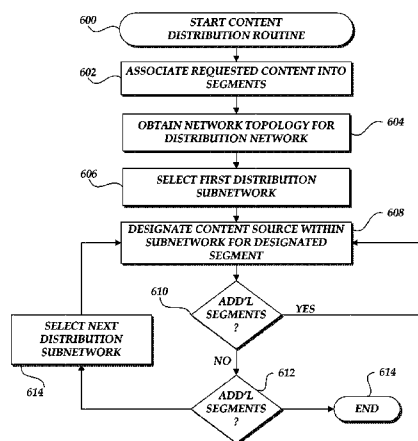 600
START CONTENT
DISTRIBUTION ROUTINE
602
ASSOCIATE REQUESTED CONTENT INTO
SEGMENTS
OBTAIN NETWORK TOPOLOGY FOR
DISTRIBUTION NETWORK
604
606
SELECT FIRST DISTRIBUTION
SUBNETWORK
608
DESIGNATE CONTENT SOURCE WITHIN
SUBNETWORK FOR DESIGNATED
SEGMENT
610
ADD'L
SEGMENTS
?
YES
SELECT NEXT
DISTRIBUTION
SUBNETWORK
614
NO
612
ADD'L
SEGMENTS
?
614
END